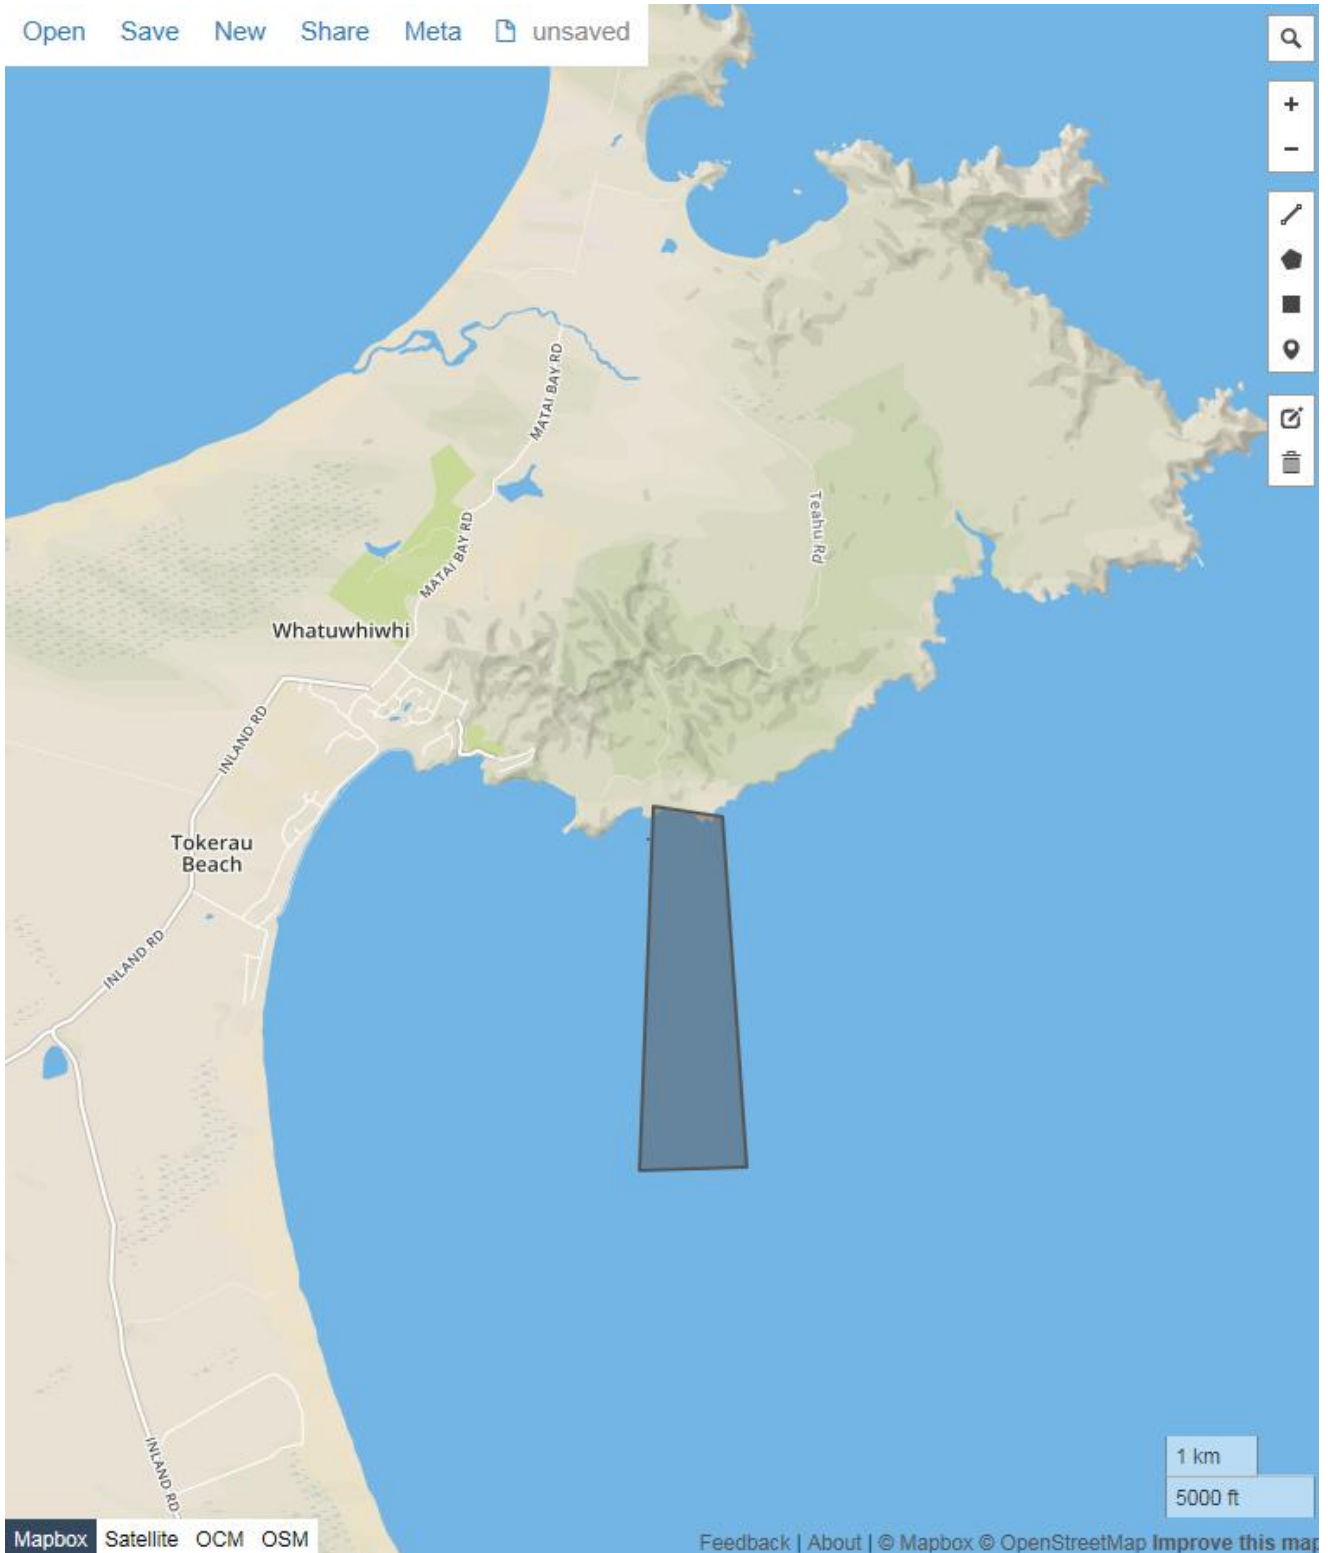 Open Save New Share Meta unsaved
MATAI BAY RD
Teahu Rd
MATAI BAY RD
Whatuwhiwhi
INLAND RD
Tokerau
Beach
INLAND RD
INLAND RD
1 km
5000 ft
Mapbox Satellite OCM OSM
Feedback | About | © Mapbox © OpenStreetMap Improve this map